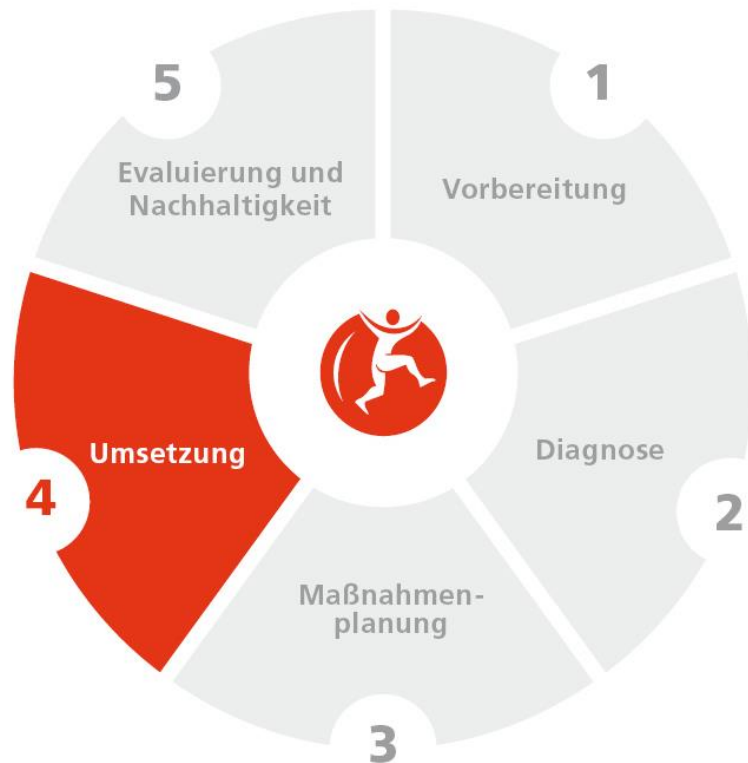 1
Vorbereitung
2
Diagnose
3
Maßnahmen-
planung
4
Umsetzung
5
Evaluierung und
Nachhaltigkeit